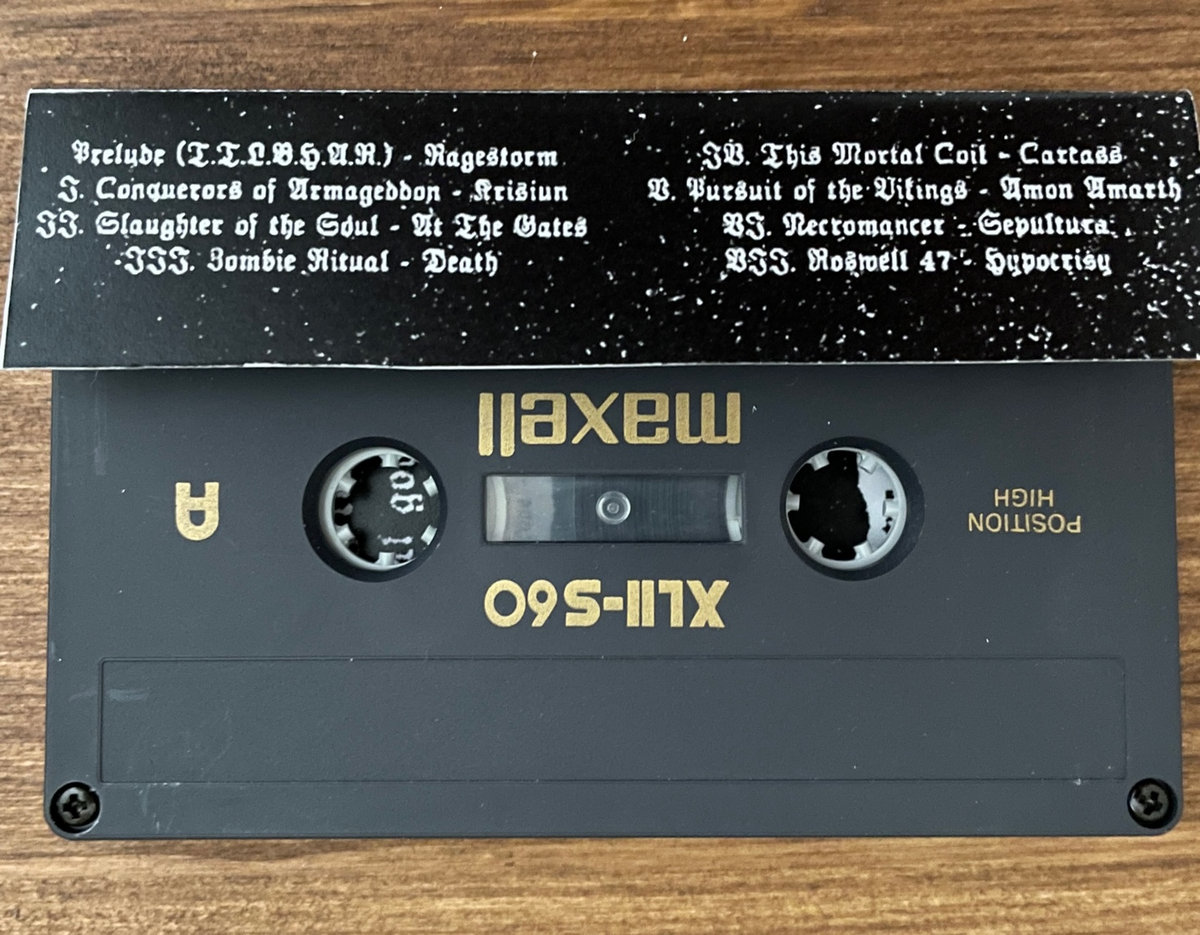 Prelude (T.T.L.B.H.U.R.) - Ragestorm
I. Conquerors of Armageddon - Krisiun
II. Slaughter of the Soul - At The Gates
III. Zombie Ritual - Death
IV. This Mortal Coil - Carcass
V. Pursuit of the Vikings - Amon Amarth
VI. Necromancer - Sepultura
VII. Roswell 47 - Hypocrisy
maxell
A
POSITION
HIGH
XLII-S60